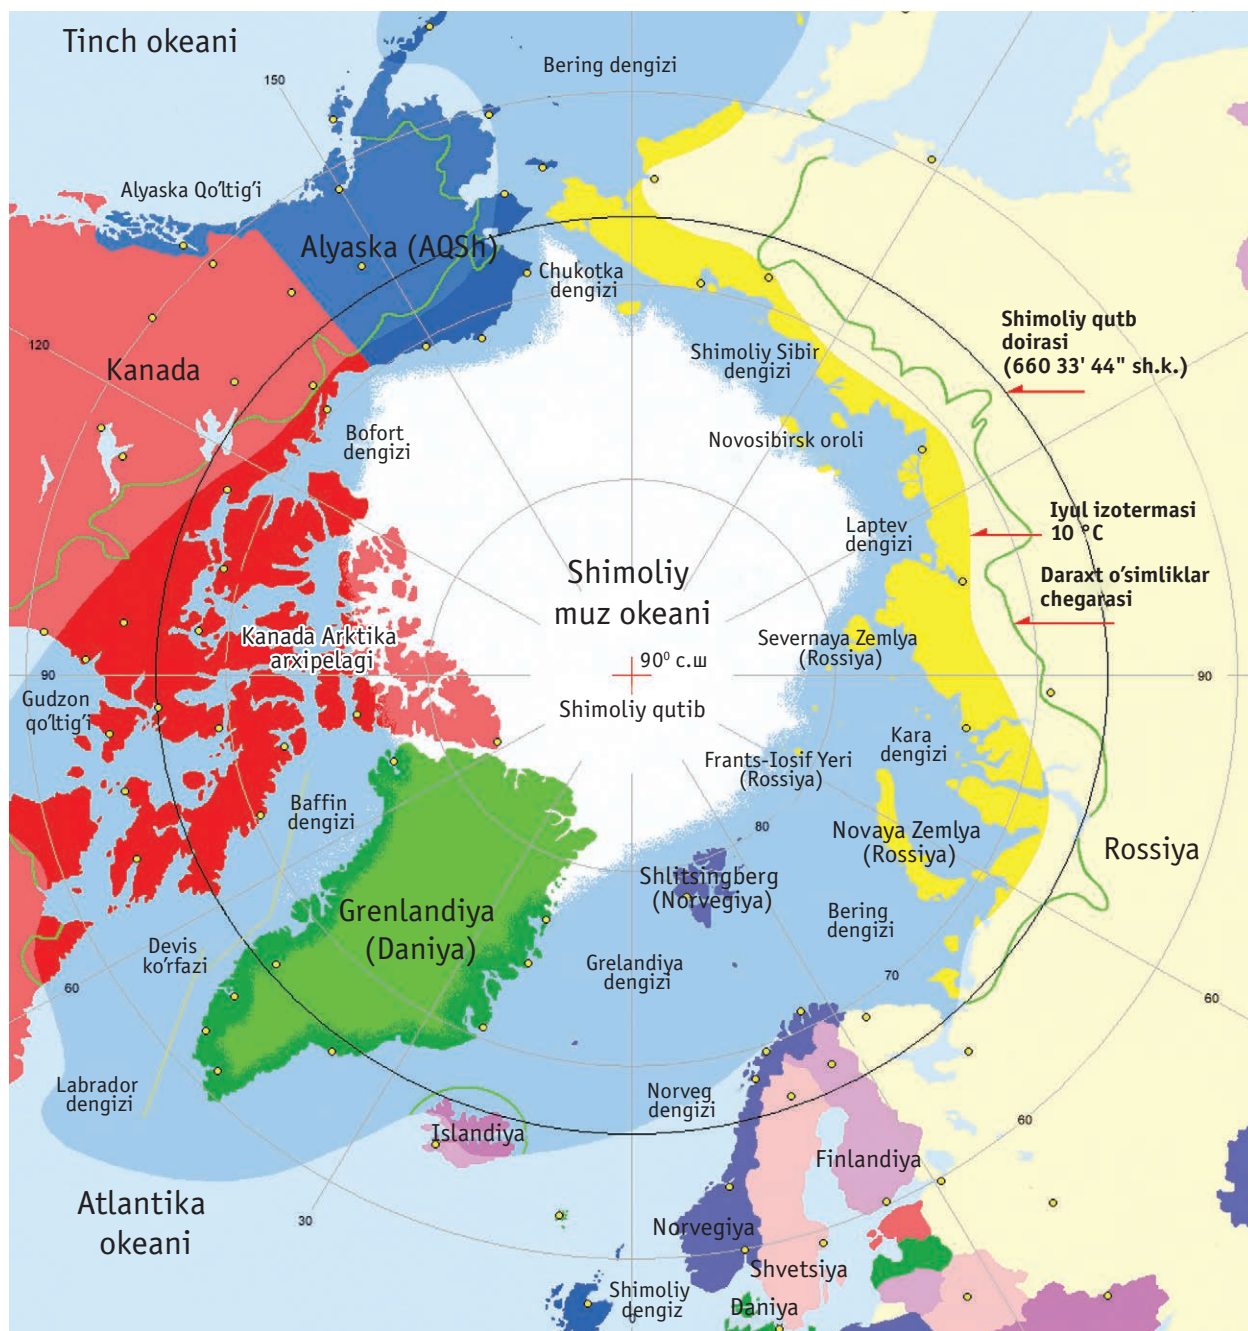 Tinch okeani
Bering dengizi
150
Alyaska Qo'ltig'i
Alyaska (AQSh)
Chukotka
dengizi
Shimoliy qutb
doirasi
(660 33' 44" sh.k.)
120
Kanada
Shimoliy Sibir
dengizi
Bofort
dengizi
Novosibirsk oroli
Iyul izotermasi
10 °C
Laptev
dengizi
Daraxt o'simliklar
chegarasi
Shimoliy
muz okeani
Kanada Arktika
arxipelagi
Severnaya Zemlya
(Rossiya)
90⁰ с.ш
90
90
Gudzon
qo'ltig'i
Shimoliy qutib
Kara
dengizi
Frants-Iosif Yeri
(Rossiya)
Baffin
dengizi
80
Novaya Zemlya
(Rossiya)
Rossiya
Shlitsingberg
(Norvegiya)
Grenlandiya
(Daniya)
Bering
dengizi
Devis
ko'rfazi
Grelandiya
dengizi
70
60
60
Labrador
dengizi
Norveg
dengizi
60
Islandiya
Finlandiya
Atlantika
okeani
30
Norvegiya
Shvetsiya
Shimoliy
dengiz
Daniya
0